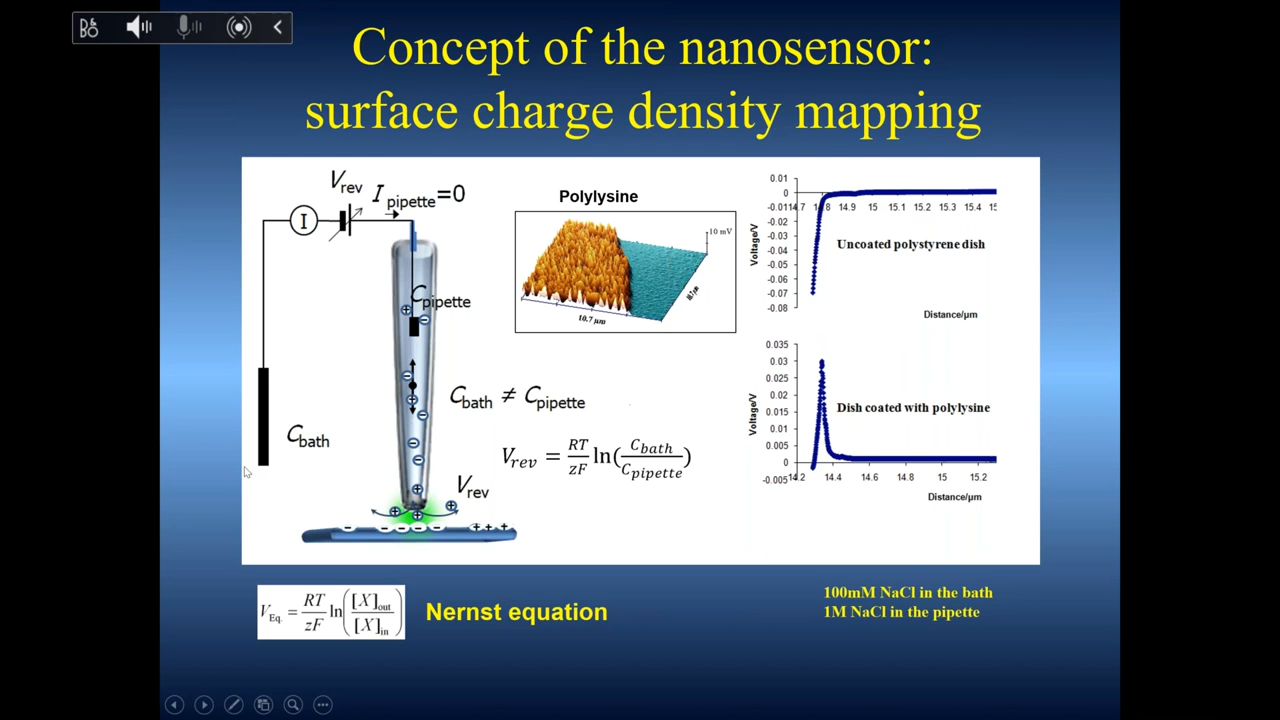 B&O
Concept of the nanosensor:
surface charge density mapping
Vrev
I pipette=0
I
Cpipette
Cbath
Cbath ≠ Cpipette
Vrev = RT/zF ln(Cbath/Cpipette)
Vrev
Polylysine
10 mV
10.7 µm
0.01
0
-0.01
-0.02
-0.03
-0.04
-0.05
-0.06
-0.07
-0.08
14.7 14.8 14.9 15 15.1 15.2 15.3 15.4
Voltage/V
Uncoated polystyrene dish
Distance/µm
0.035
0.03
0.025
0.02
0.015
0.01
0.005
0
-0.005
14.2 14.4 14.6 14.8 15 15.2
Voltage/V
Dish coated with polylysine
Distance/µm
VEq. = RT/zF ln([X]out/[X]in)
Nernst equation
100mM NaCl in the bath
1M NaCl in the pipette